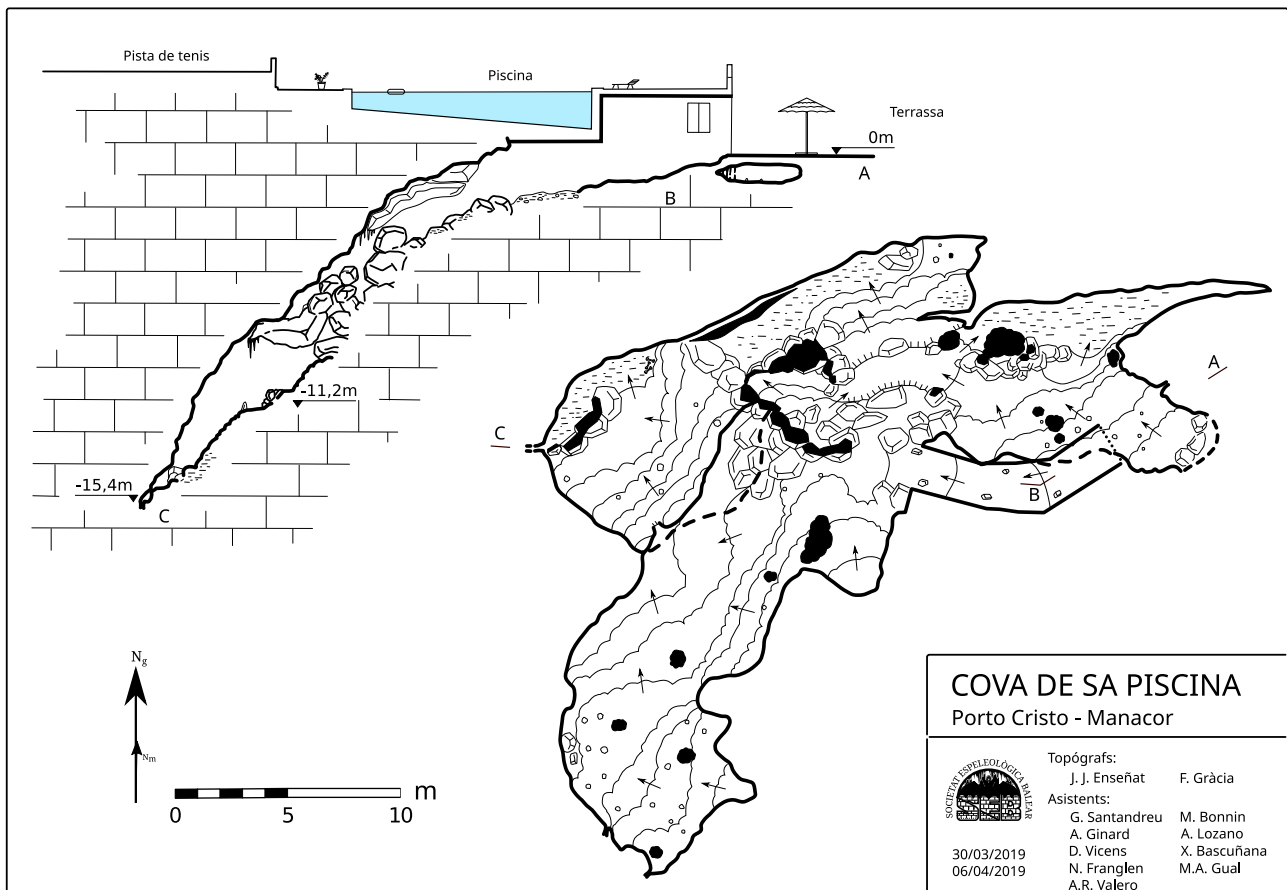 Pista de tenis
Piscina
Terrassa
0m
A
B
-11,2m
-15,4m
C
A
C
B
Ng
Nm
0 5 10 m
COVA DE SA PISCINA
Porto Cristo - Manacor
SOCIETAT ESPELEOLÒGICA BALEAR
Topógrafs:
J. J. Enseñat F. Gràcia
Asistents:
G. Santandreu M. Bonnin
A. Ginard A. Lozano
D. Vicens X. Bascuñana
N. Franglen M.A. Gual
A.R. Valero
30/03/2019
06/04/2019